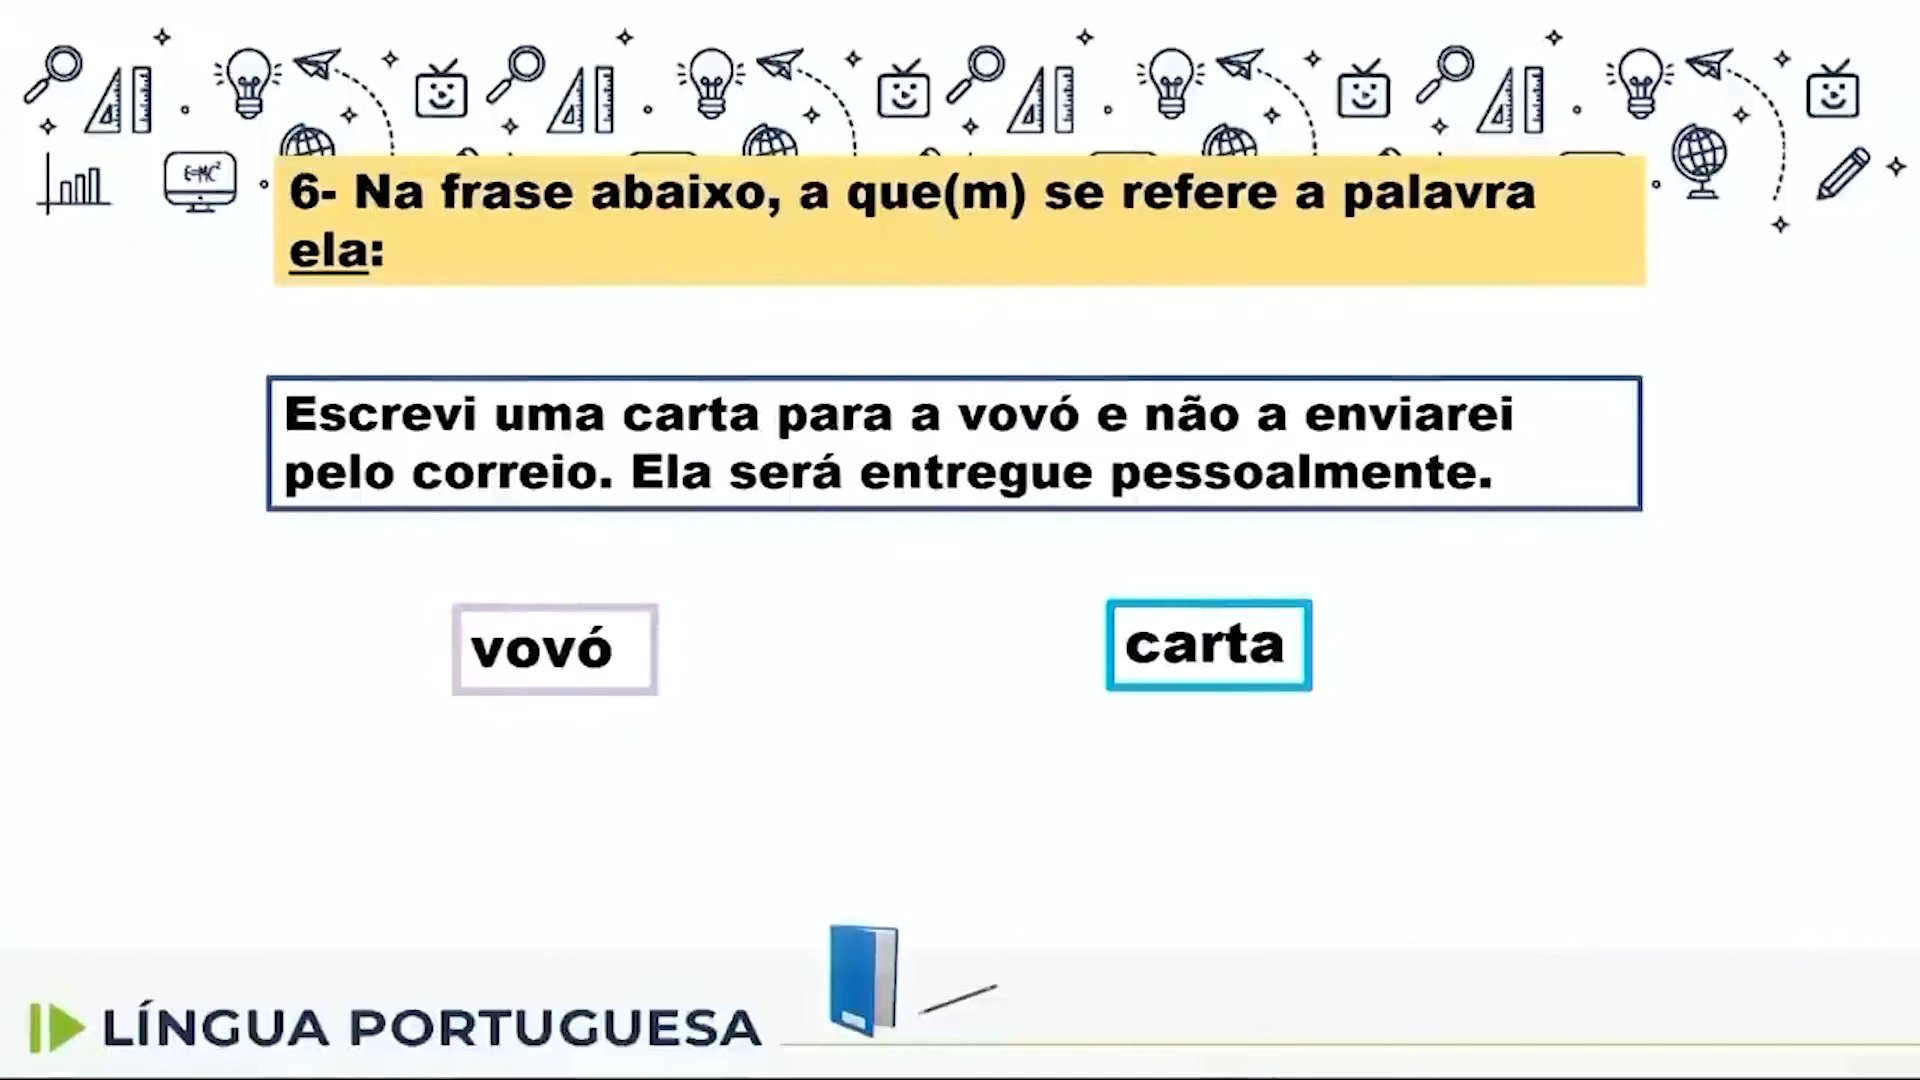 E=MC²
6- Na frase abaixo, a que(m) se refere a palavra
ela:
Escrevi uma carta para a vovó e não a enviarei
pelo correio. Ela será entregue pessoalmente.
vovó
carta
LÍNGUA PORTUGUESA